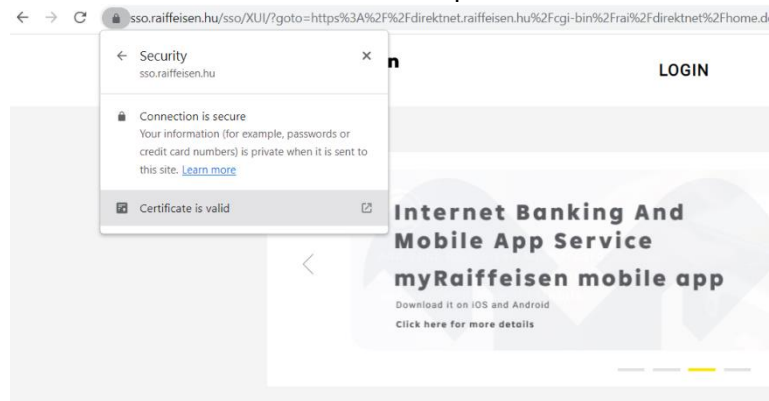 sso.raiffeisen.hu/sso/XUI/?goto=https%3A%2F%2Fdirektnet.raiffeisen.hu%2Fcgi-bin%2Frai%2Fdirektnet%2Fhome.d
Security
sso.raiffeisen.hu
n
LOGIN
Connection is secure
Your information (for example, passwords or
credit card numbers) is private when it is sent to
this site. Learn more
Certificate is valid
Internet Banking And
Mobile App Service
myRaiffeisen mobile app
Download it on iOS and Android
Click here for more details